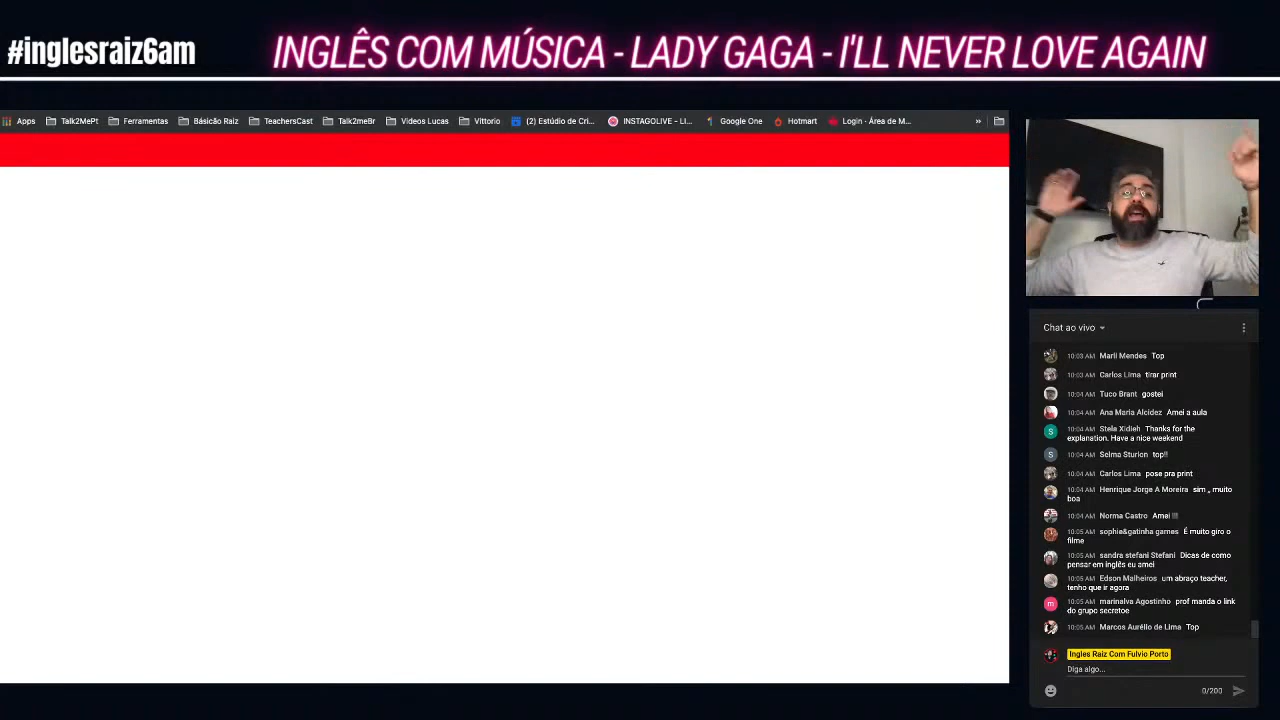 #inglesraiz6am
INGLÊS COM MÚSICA - LADY GAGA - I'LL NEVER LOVE AGAIN
Apps Talk2MePt Ferramentas Básicão Raiz TeachersCast Talk2meBr Videos Lucas Vittorio (2) Estúdio de Cri... INSTAGOLIVE - LI... Google One Hotmart Login - Área de M... »
Chat ao vivo
10:03 AM Marli Mendes Top
10:03 AM Carlos Lima tirar print
10:04 AM Tuco Brant gostei
10:04 AM Ana Maria Alcidez Amei a aula
S 10:04 AM Stela Xidieh Thanks for the
explanation. Have a nice weekend
S 10:04 AM Selma Sturion top!!
10:04 AM Carlos Lima pose pra print
10:04 AM Henrique Jorge A Moreira sim ,, muito
boa
10:04 AM Norma Castro Amei !!!
10:05 AM sophie&gatinha games É muito giro o
filme
10:05 AM sandra stefani Stefani Dicas de como
pensar em inglês eu amei
10:05 AM Edson Malheiros um abraço teacher,
tenho que ir agora
m 10:05 AM marinalva Agostinho prof manda o link
do grupo secretoe
10:05 AM Marcos Aurélio de Lima Top
Ingles Raiz Com Fulvio Porto
Diga algo...
0/200